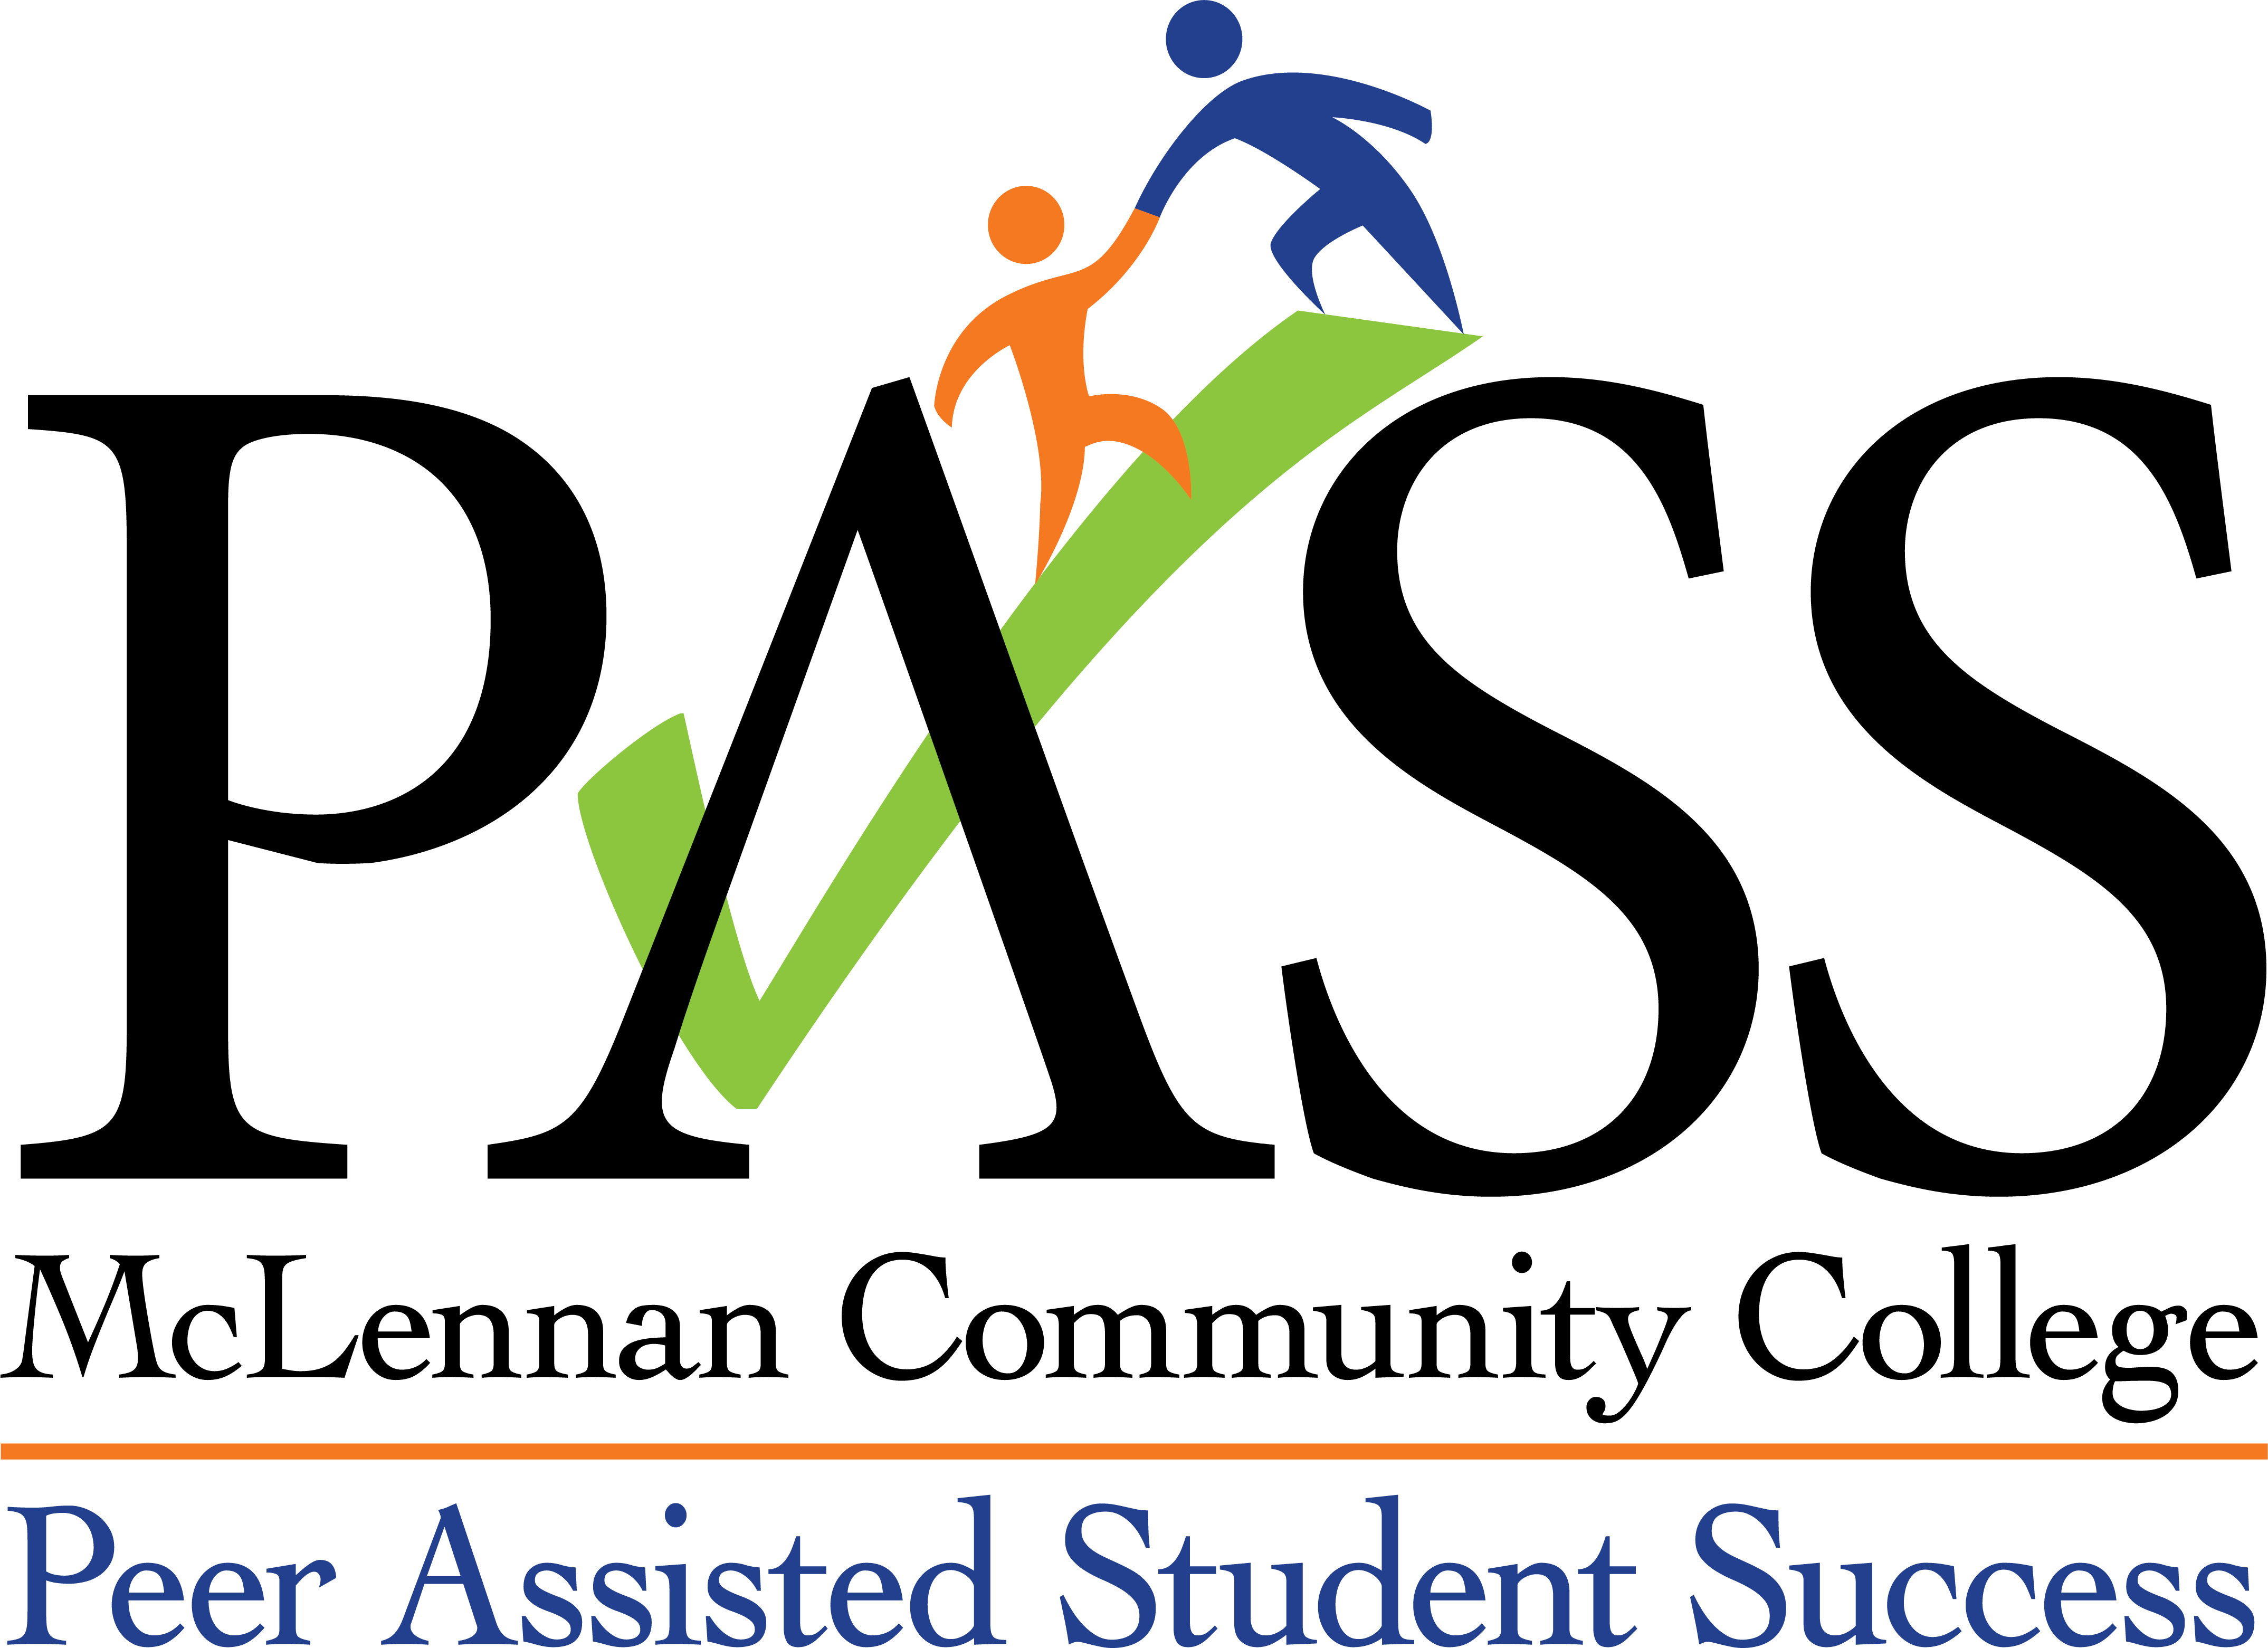 PASS
McLennan Community College
Peer Assisted Student Success